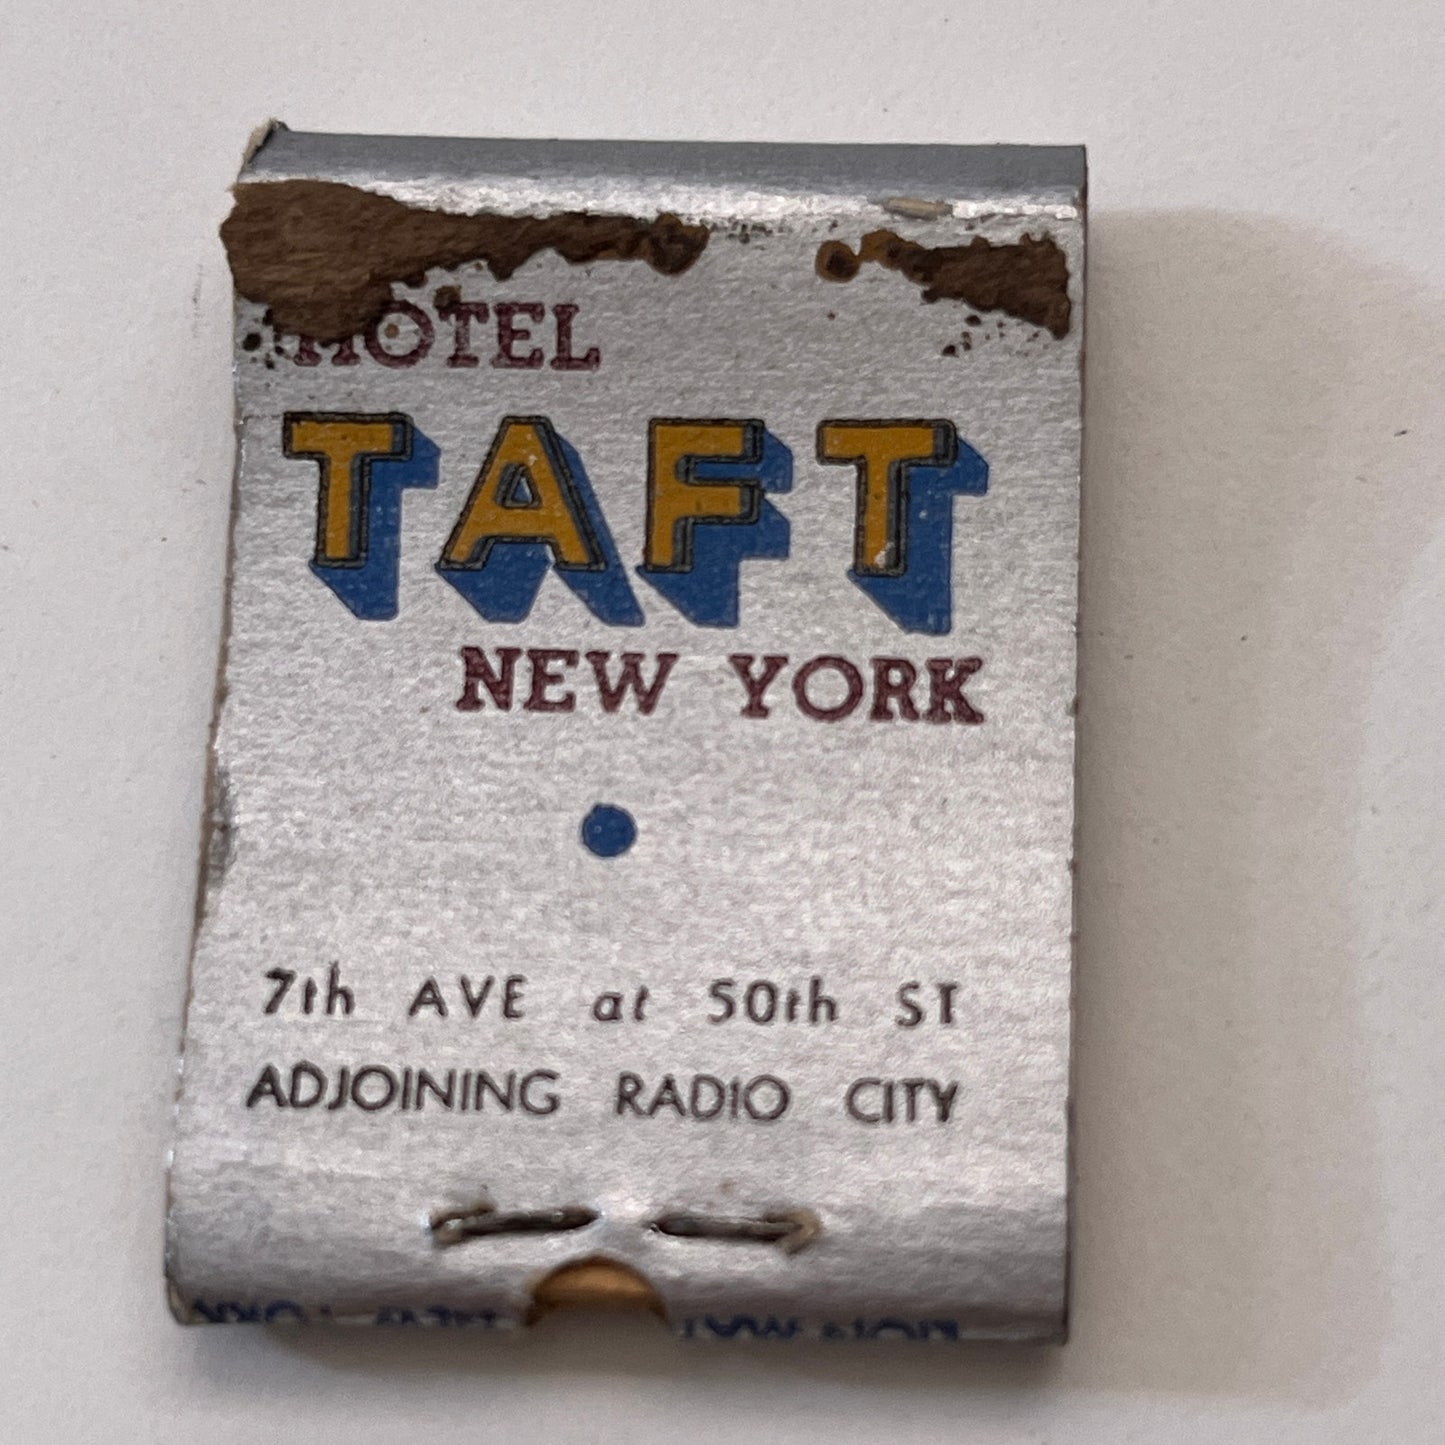 HOTEL
TAFT
NEW YORK
7th AVE at 50th ST
ADJOINING RADIO CITY